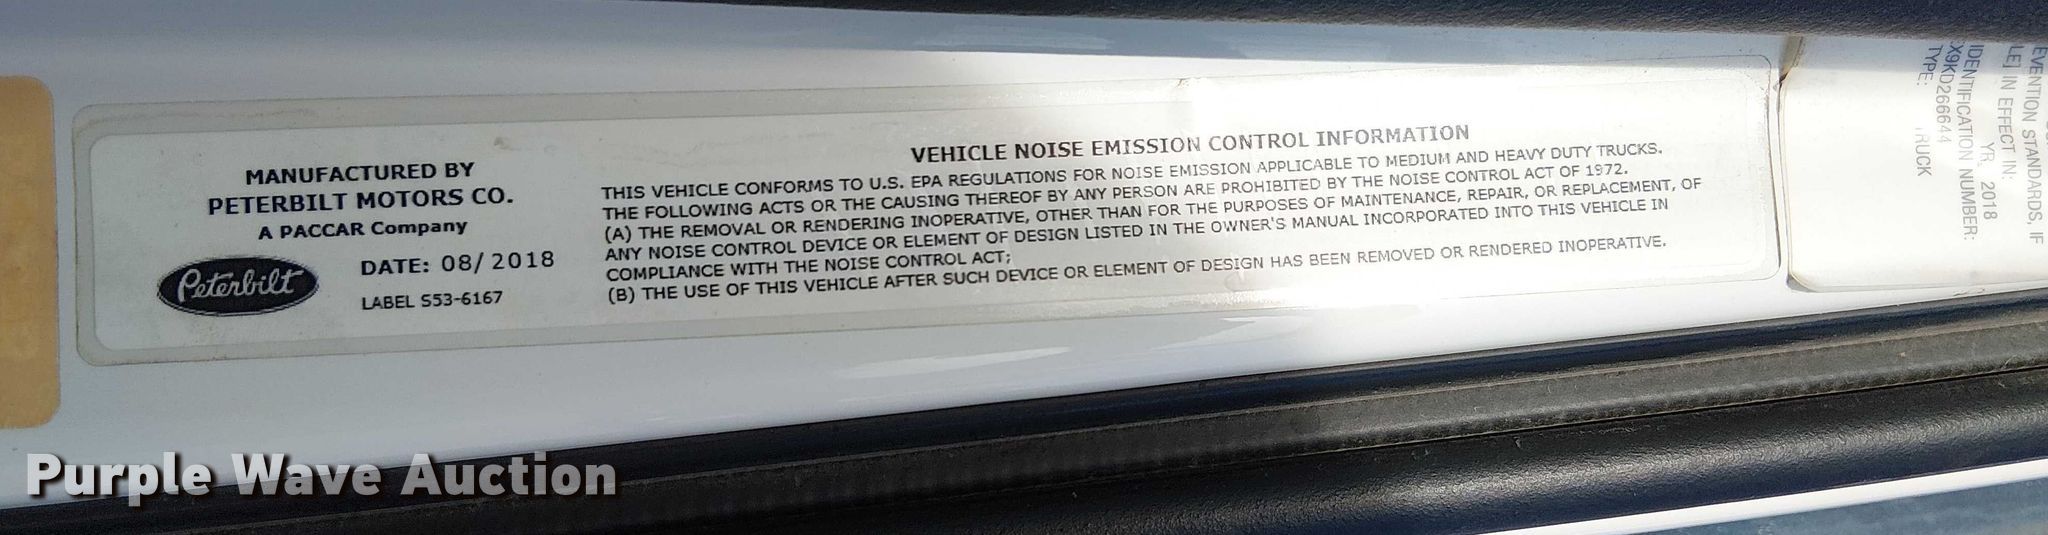 MANUFACTURED BY
PETERBILT MOTORS CO.
A PACCAR Company
Peterbilt
DATE: 08/2018
LABEL S53-6167
VEHICLE NOISE EMISSION CONTROL INFORMATION
THIS VEHICLE CONFORMS TO U.S. EPA REGULATIONS FOR NOISE EMISSION APPLICABLE TO MEDIUM AND HEAVY DUTY TRUCKS.
THE FOLLOWING ACTS OR THE CAUSING THEREOF BY ANY PERSON ARE PROHIBITED BY THE NOISE CONTROL ACT OF 1972.
(A) THE REMOVAL OR RENDERING INOPERATIVE, OTHER THAN FOR THE PURPOSES OF MAINTENANCE, REPAIR, OR REPLACEMENT, OF
ANY NOISE CONTROL DEVICE OR ELEMENT OF DESIGN LISTED IN THE OWNER'S MANUAL INCORPORATED INTO THIS VEHICLE IN
COMPLIANCE WITH THE NOISE CONTROL ACT;
(B) THE USE OF THIS VEHICLE AFTER SUCH DEVICE OR ELEMENT OF DESIGN HAS BEEN REMOVED OR RENDERED INOPERATIVE.
EVENTION STANDARDS, IF
LE] IN EFFECT IN:
YR. 2018
IDENTIFICATION NUMBER:
X9KD266644
TYPE: TRUCK
Purple Wave Auction